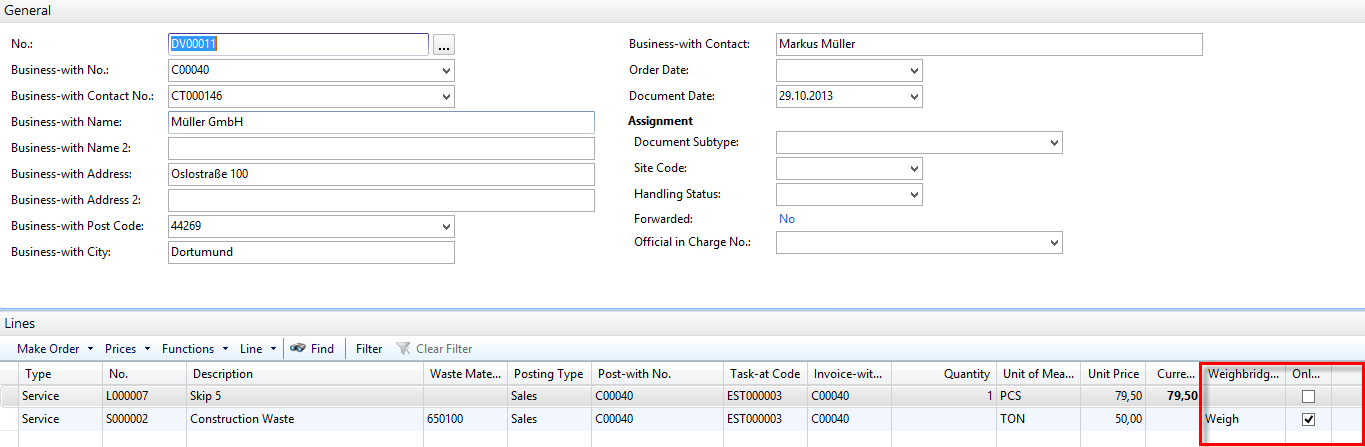 General
No.: DV00011 ... Business-with Contact: Markus Müller
Business-with No.: C00040 Order Date:
Business-with Contact No.: CT000146 Document Date: 29.10.2013
Business-with Name: Müller GmbH Assignment
Business-with Name 2: Document Subtype:
Business-with Address: Oslostraße 100 Site Code:
Business-with Address 2: Handling Status:
Business-with Post Code: 44269 Forwarded: No
Business-with City: Dortumund Official in Charge No.:
Lines
Make Order Prices Functions Line Find Filter Clear Filter
Type No. Description Waste Mate... Posting Type Post-with No. Task-at Code Invoice-wit... Quantity Unit of Mea... Unit Price Curre... Weighbridg... Onl...
Service L000007 Skip 5 Sales C00040 EST000003 C00040 1 PCS 79,50 79,50
Service S000002 Construction Waste 650100 Sales C00040 EST000003 C00040 TON 50,00 Weigh